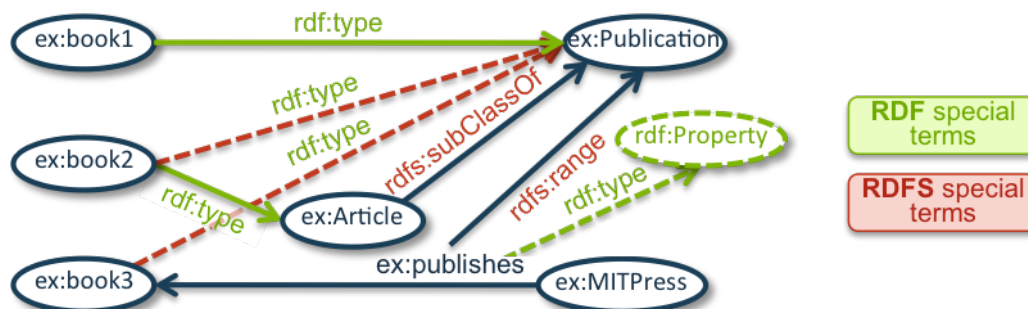 rdf:type
ex:book1
ex:Publication
rdf:type
rdf:type
rdfs:subClassOf
rdf:Property
RDF special
terms
ex:book2
rdf:type
rdfs:range
rdf:type
RDFS special
terms
ex:Article
ex:publishes
ex:book3
ex:MITPress